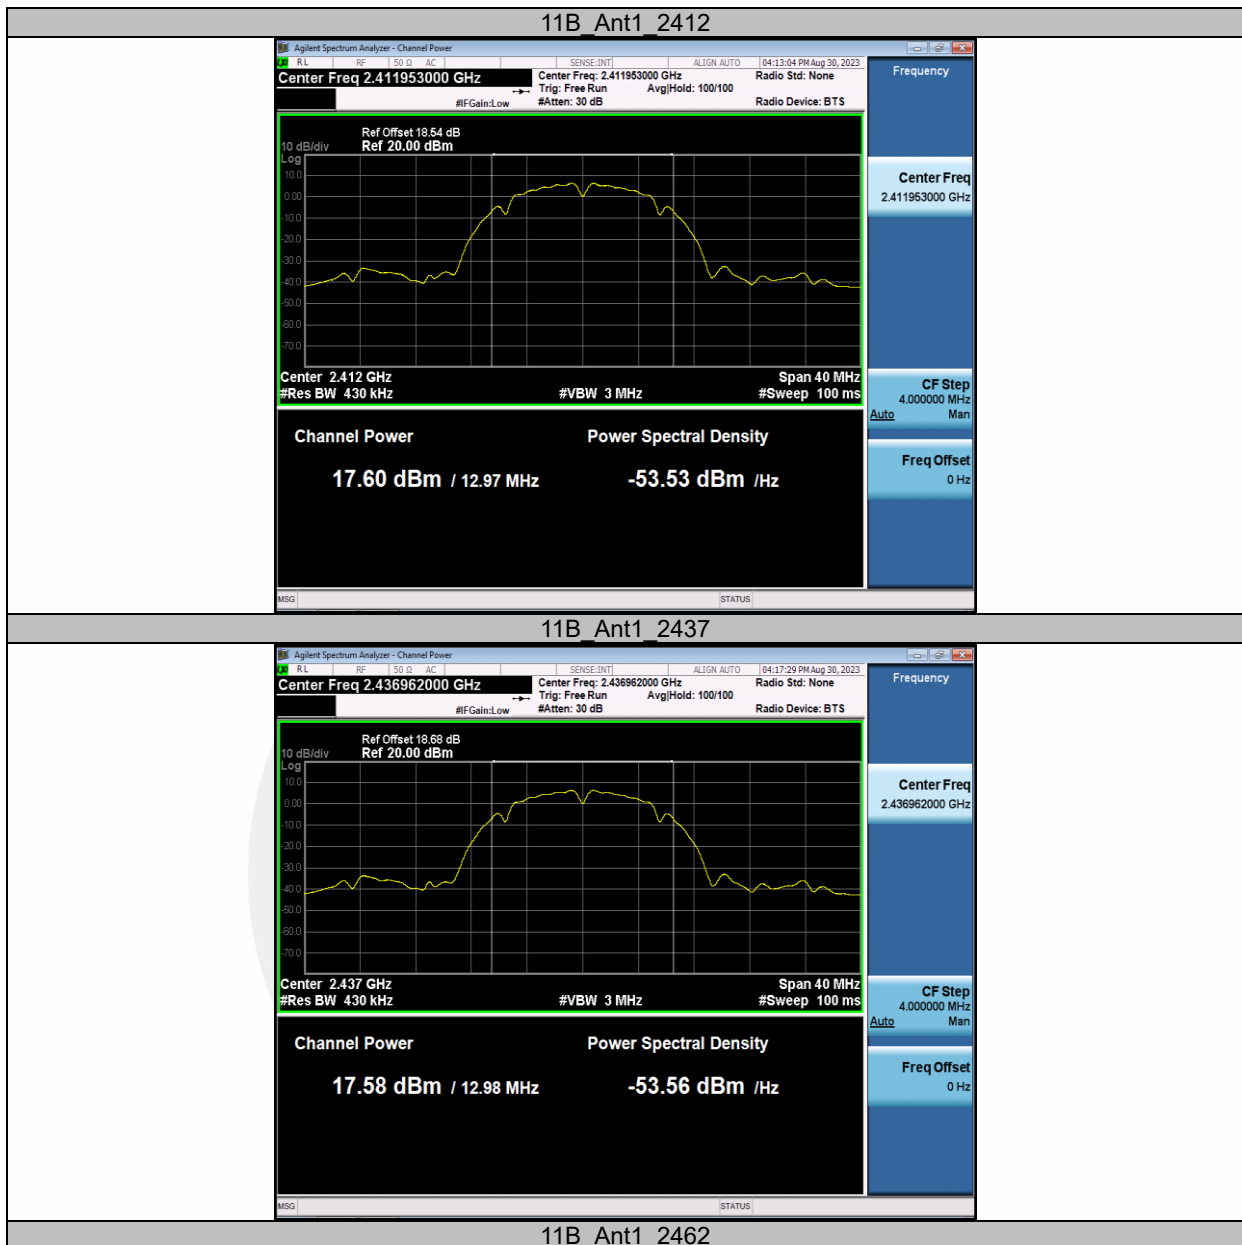 11B_Ant1_2412
Agilent Spectrum Analyzer - Channel Power
RL RF 50 Ω AC SENSE:INT ALIGN AUTO 04:13:04 PM Aug 30, 2023
Center Freq 2.411953000 GHz
Center Freq: 2.411953000 GHz Radio Std: None
Trig: Free Run Avg|Hold: 100/100
#IFGain:Low #Atten: 30 dB Radio Device: BTS
Frequency
Ref Offset 18.54 dB
10 dB/div Ref 20.00 dBm
Log
10.0
0.00
-10.0
-20.0
-30.0
-40.0
-50.0
-60.0
-70.0
Center Freq
2.411953000 GHz
Center 2.412 GHz Span 40 MHz
#Res BW 430 kHz #VBW 3 MHz #Sweep 100 ms
CF Step
4.000000 MHz
Auto Man
Channel Power Power Spectral Density
17.60 dBm / 12.97 MHz -53.53 dBm /Hz
Freq Offset
0 Hz
MSG STATUS
11B_Ant1_2437
Agilent Spectrum Analyzer - Channel Power
RL RF 50 Ω AC SENSE:INT ALIGN AUTO 04:17:29 PM Aug 30, 2023
Center Freq 2.436962000 GHz
Center Freq: 2.436962000 GHz Radio Std: None
Trig: Free Run Avg|Hold: 100/100
#IFGain:Low #Atten: 30 dB Radio Device: BTS
Frequency
Ref Offset 18.68 dB
10 dB/div Ref 20.00 dBm
Log
10.0
0.00
-10.0
-20.0
-30.0
-40.0
-50.0
-60.0
-70.0
Center Freq
2.436962000 GHz
Center 2.437 GHz Span 40 MHz
#Res BW 430 kHz #VBW 3 MHz #Sweep 100 ms
CF Step
4.000000 MHz
Auto Man
Channel Power Power Spectral Density
17.58 dBm / 12.98 MHz -53.56 dBm /Hz
Freq Offset
0 Hz
MSG STATUS
11B_Ant1_2462